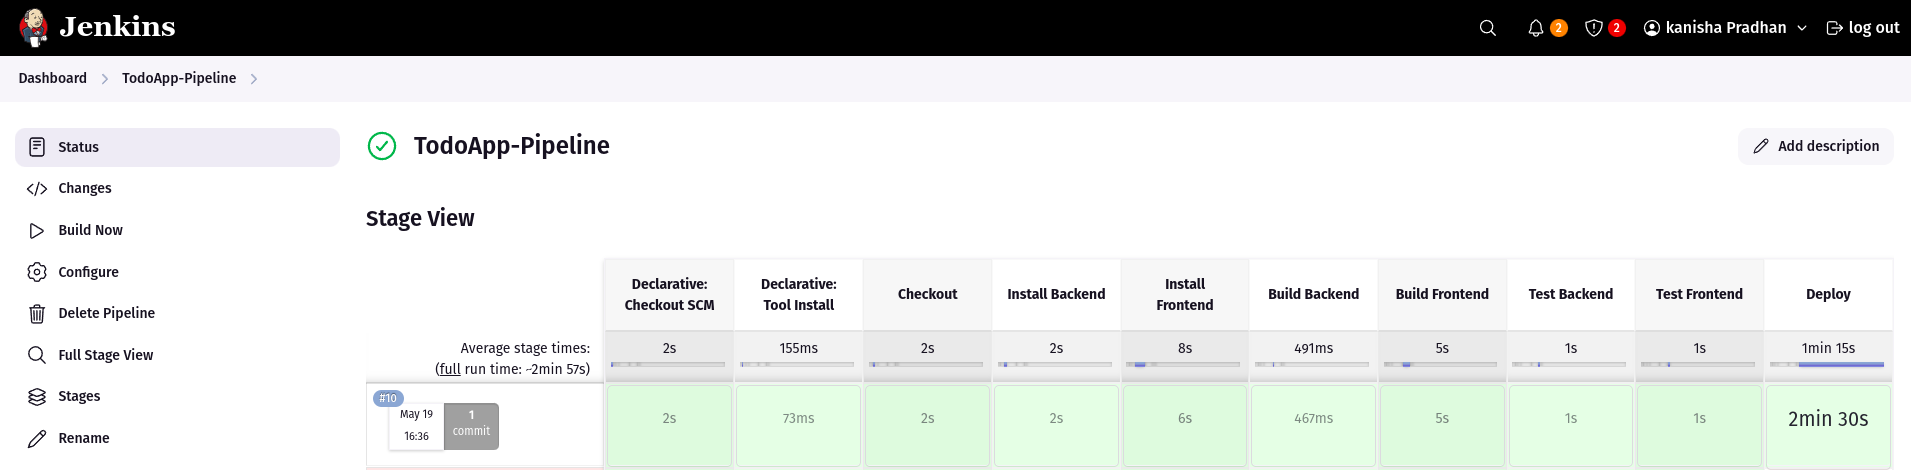 Jenkins
2
2
kanisha Pradhan
log out
Dashboard
TodoApp-Pipeline
Status
Changes
Build Now
Configure
Delete Pipeline
Full Stage View
Stages
Rename
TodoApp-Pipeline
Add description
Stage View
Declarative:
Checkout SCM
Declarative:
Tool Install
Checkout
Install Backend
Install
Frontend
Build Backend
Build Frontend
Test Backend
Test Frontend
Deploy
Average stage times:
(full run time: ~2min 57s)
2s
155ms
2s
2s
8s
491ms
5s
1s
1s
1min 15s
#10
May 19
16:36
1
commit
2s
73ms
2s
2s
6s
467ms
5s
1s
1s
2min 30s